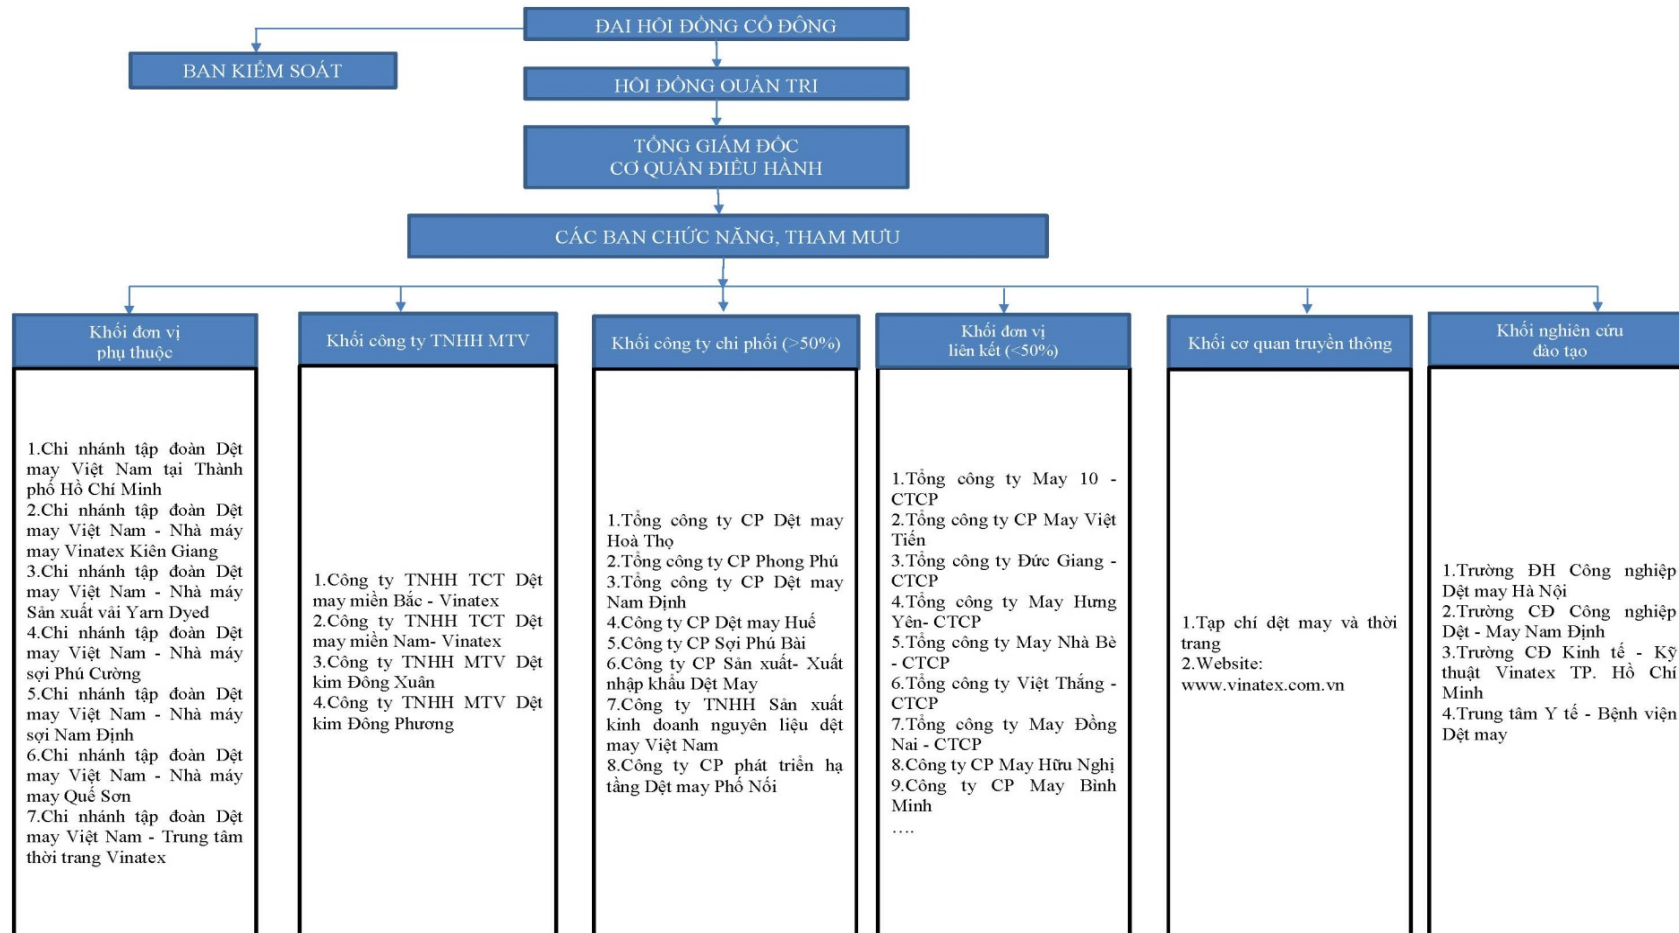 ĐAI HÔI ĐỒNG CỔ ĐÔNG
BAN KIỂM SOÁT
HÔI ĐỒNG OUẢN TRI
TỔNG GIÁM ĐỐC
CƠ QUẢN ĐIỀU HÀNH
CÁC BAN CHỨC NĂNG, THAM MƯU
Khối đơn vị
phụ thuộc
1.Chi nhánh tập đoàn Dệt
may Việt Nam tại Thành
phố Hồ Chí Minh
2.Chi nhánh tập đoàn Dệt
may Việt Nam - Nhà máy
may Vinatex Kiên Giang
3.Chi nhánh tập đoàn Dệt
may Việt Nam - Nhà máy
Sản xuất vải Yarn Dyed
4.Chi nhánh tập đoàn Dệt
may Việt Nam - Nhà máy
sợi Phú Cường
5.Chi nhánh tập đoàn Dệt
may Việt Nam - Nhà máy
sợi Nam Định
6.Chi nhánh tập đoàn Dệt
may Việt Nam - Nhà máy
may Quế Sơn
7.Chi nhánh tập đoàn Dệt
may Việt Nam - Trung tâm
thời trang Vinatex
Khối công ty TNHH MTV
1.Công ty TNHH TCT Dệt
may miền Bắc - Vinatex
2.Công ty TNHH TCT Dệt
may miền Nam- Vinatex
3.Công ty TNHH MTV Dệt
kim Đông Xuân
4.Công ty TNHH MTV Dệt
kim Đông Phương
Khối công ty chi phối (>50%)
1.Tổng công ty CP Dệt may
Hoà Thọ
2.Tổng công ty CP Phong Phú
3.Tổng công ty CP Dệt may
Nam Định
4.Công ty CP Dệt may Huế
5.Công ty CP Sợi Phú Bài
6.Công ty CP Sản xuất- Xuất
nhập khẩu Dệt May
7.Công ty TNHH Sản xuất
kinh doanh nguyên liệu dệt
may Việt Nam
8.Công ty CP phát triển hạ
tầng Dệt may Phố Nối
Khối đơn vị
liên kết (<50%)
1.Tổng công ty May 10 -
CTCP
2.Tổng công ty CP May Việt
Tiến
3.Tổng công ty Đức Giang -
CTCP
4.Tổng công ty May Hưng
Yên- CTCP
5.Tổng công ty May Nhà Bè
- CTCP
6.Tổng công ty Việt Thắng -
CTCP
7.Tổng công ty May Đồng
Nai - CTCP
8.Công ty CP May Hữu Nghị
9.Công ty CP May Bình
Minh
….
Khối cơ quan truyền thông
1.Tạp chí dệt may và thời
trang
2.Website:
www.vinatex.com.vn
Khối nghiên cứu
đào tạo
1.Trường ĐH Công nghiệp
Dệt may Hà Nội
2.Trường CĐ Công nghiệp
Dệt - May Nam Định
3.Trường CĐ Kinh tế - Kỹ
thuật Vinatex TP. Hồ Chí
Minh
4.Trung tâm Y tế - Bệnh viện
Dệt may